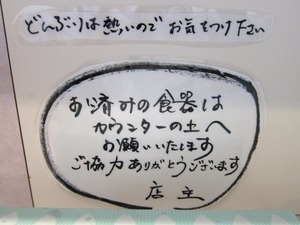 どんぶりは熱いので お気をつけ下さい
お済みの食器は
カウンターの上へ
お願いいたします
ご協力ありがとうございます
店主